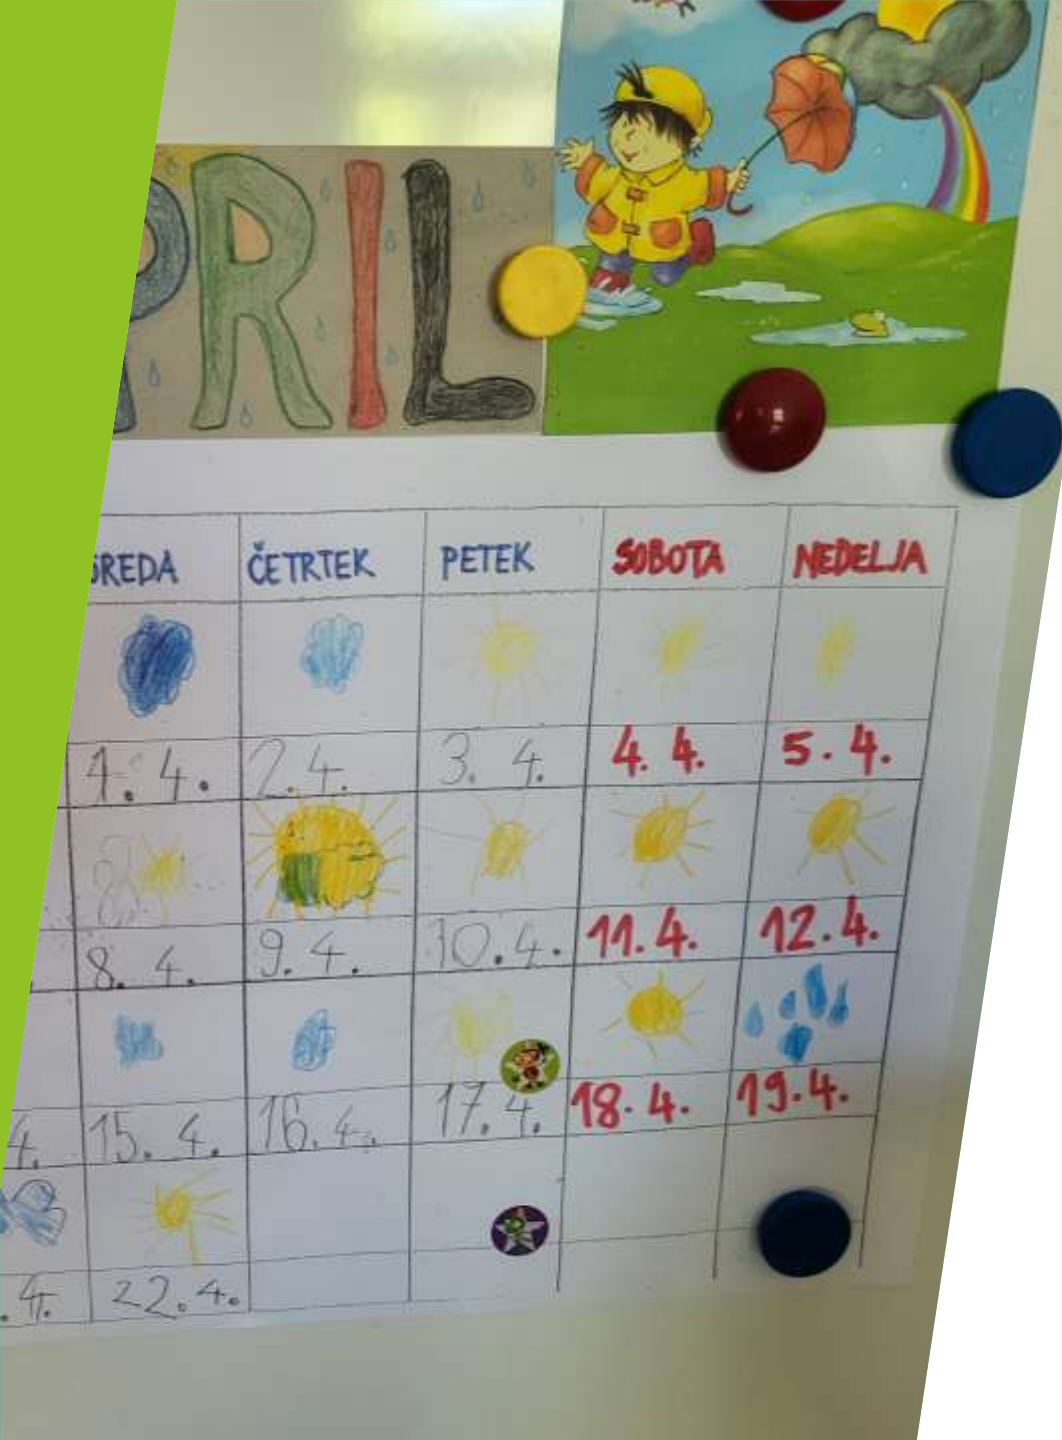 PRIL
SREDA ČETRTEK PETEK SOBOTA NEDELJA
1. 4. 2. 4. 3. 4. 4. 4. 5. 4.
8. 4. 9. 4. 10. 4. 11. 4. 12. 4.
4. 15. 4. 16. 4. 17. 4. 18. 4. 19. 4.
. 4. 22. 4.